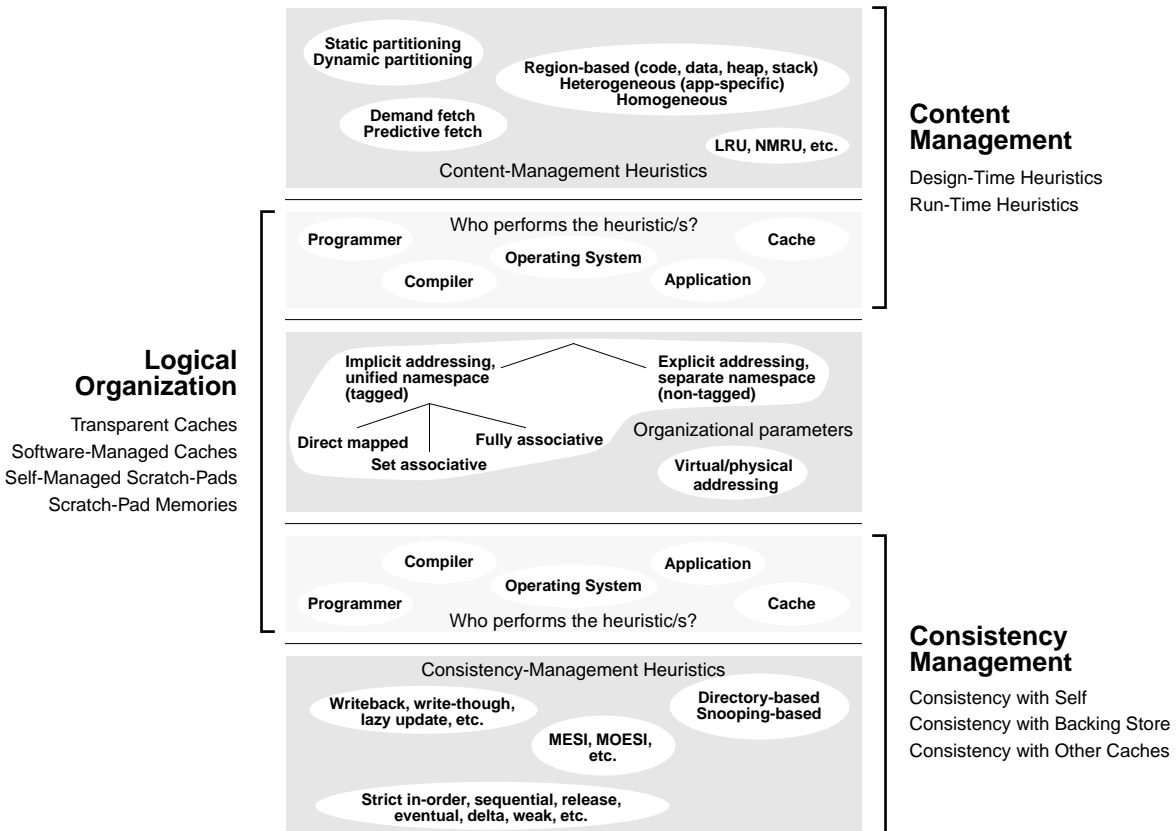 Static partitioning
Dynamic partitioning
Region-based (code, data, heap, stack)
Heterogeneous (app-specific)
Homogeneous
Demand fetch
Predictive fetch
LRU, NMRU, etc.
Content-Management Heuristics
Content
Management
Design-Time Heuristics
Run-Time Heuristics
Who performs the heuristic/s?
Programmer
Cache
Operating System
Compiler
Application
Logical
Organization
Transparent Caches
Software-Managed Caches
Self-Managed Scratch-Pads
Scratch-Pad Memories
Implicit addressing,
unified namespace
(tagged)
Explicit addressing,
separate namespace
(non-tagged)
Direct mapped
Set associative
Fully associative
Organizational parameters
Virtual/physical
addressing
Compiler
Application
Operating System
Programmer
Cache
Who performs the heuristic/s?
Consistency-Management Heuristics
Writeback, write-though,
lazy update, etc.
Directory-based
Snooping-based
MESI, MOESI,
etc.
Strict in-order, sequential, release,
eventual, delta, weak, etc.
Consistency
Management
Consistency with Self
Consistency with Backing Store
Consistency with Other Caches